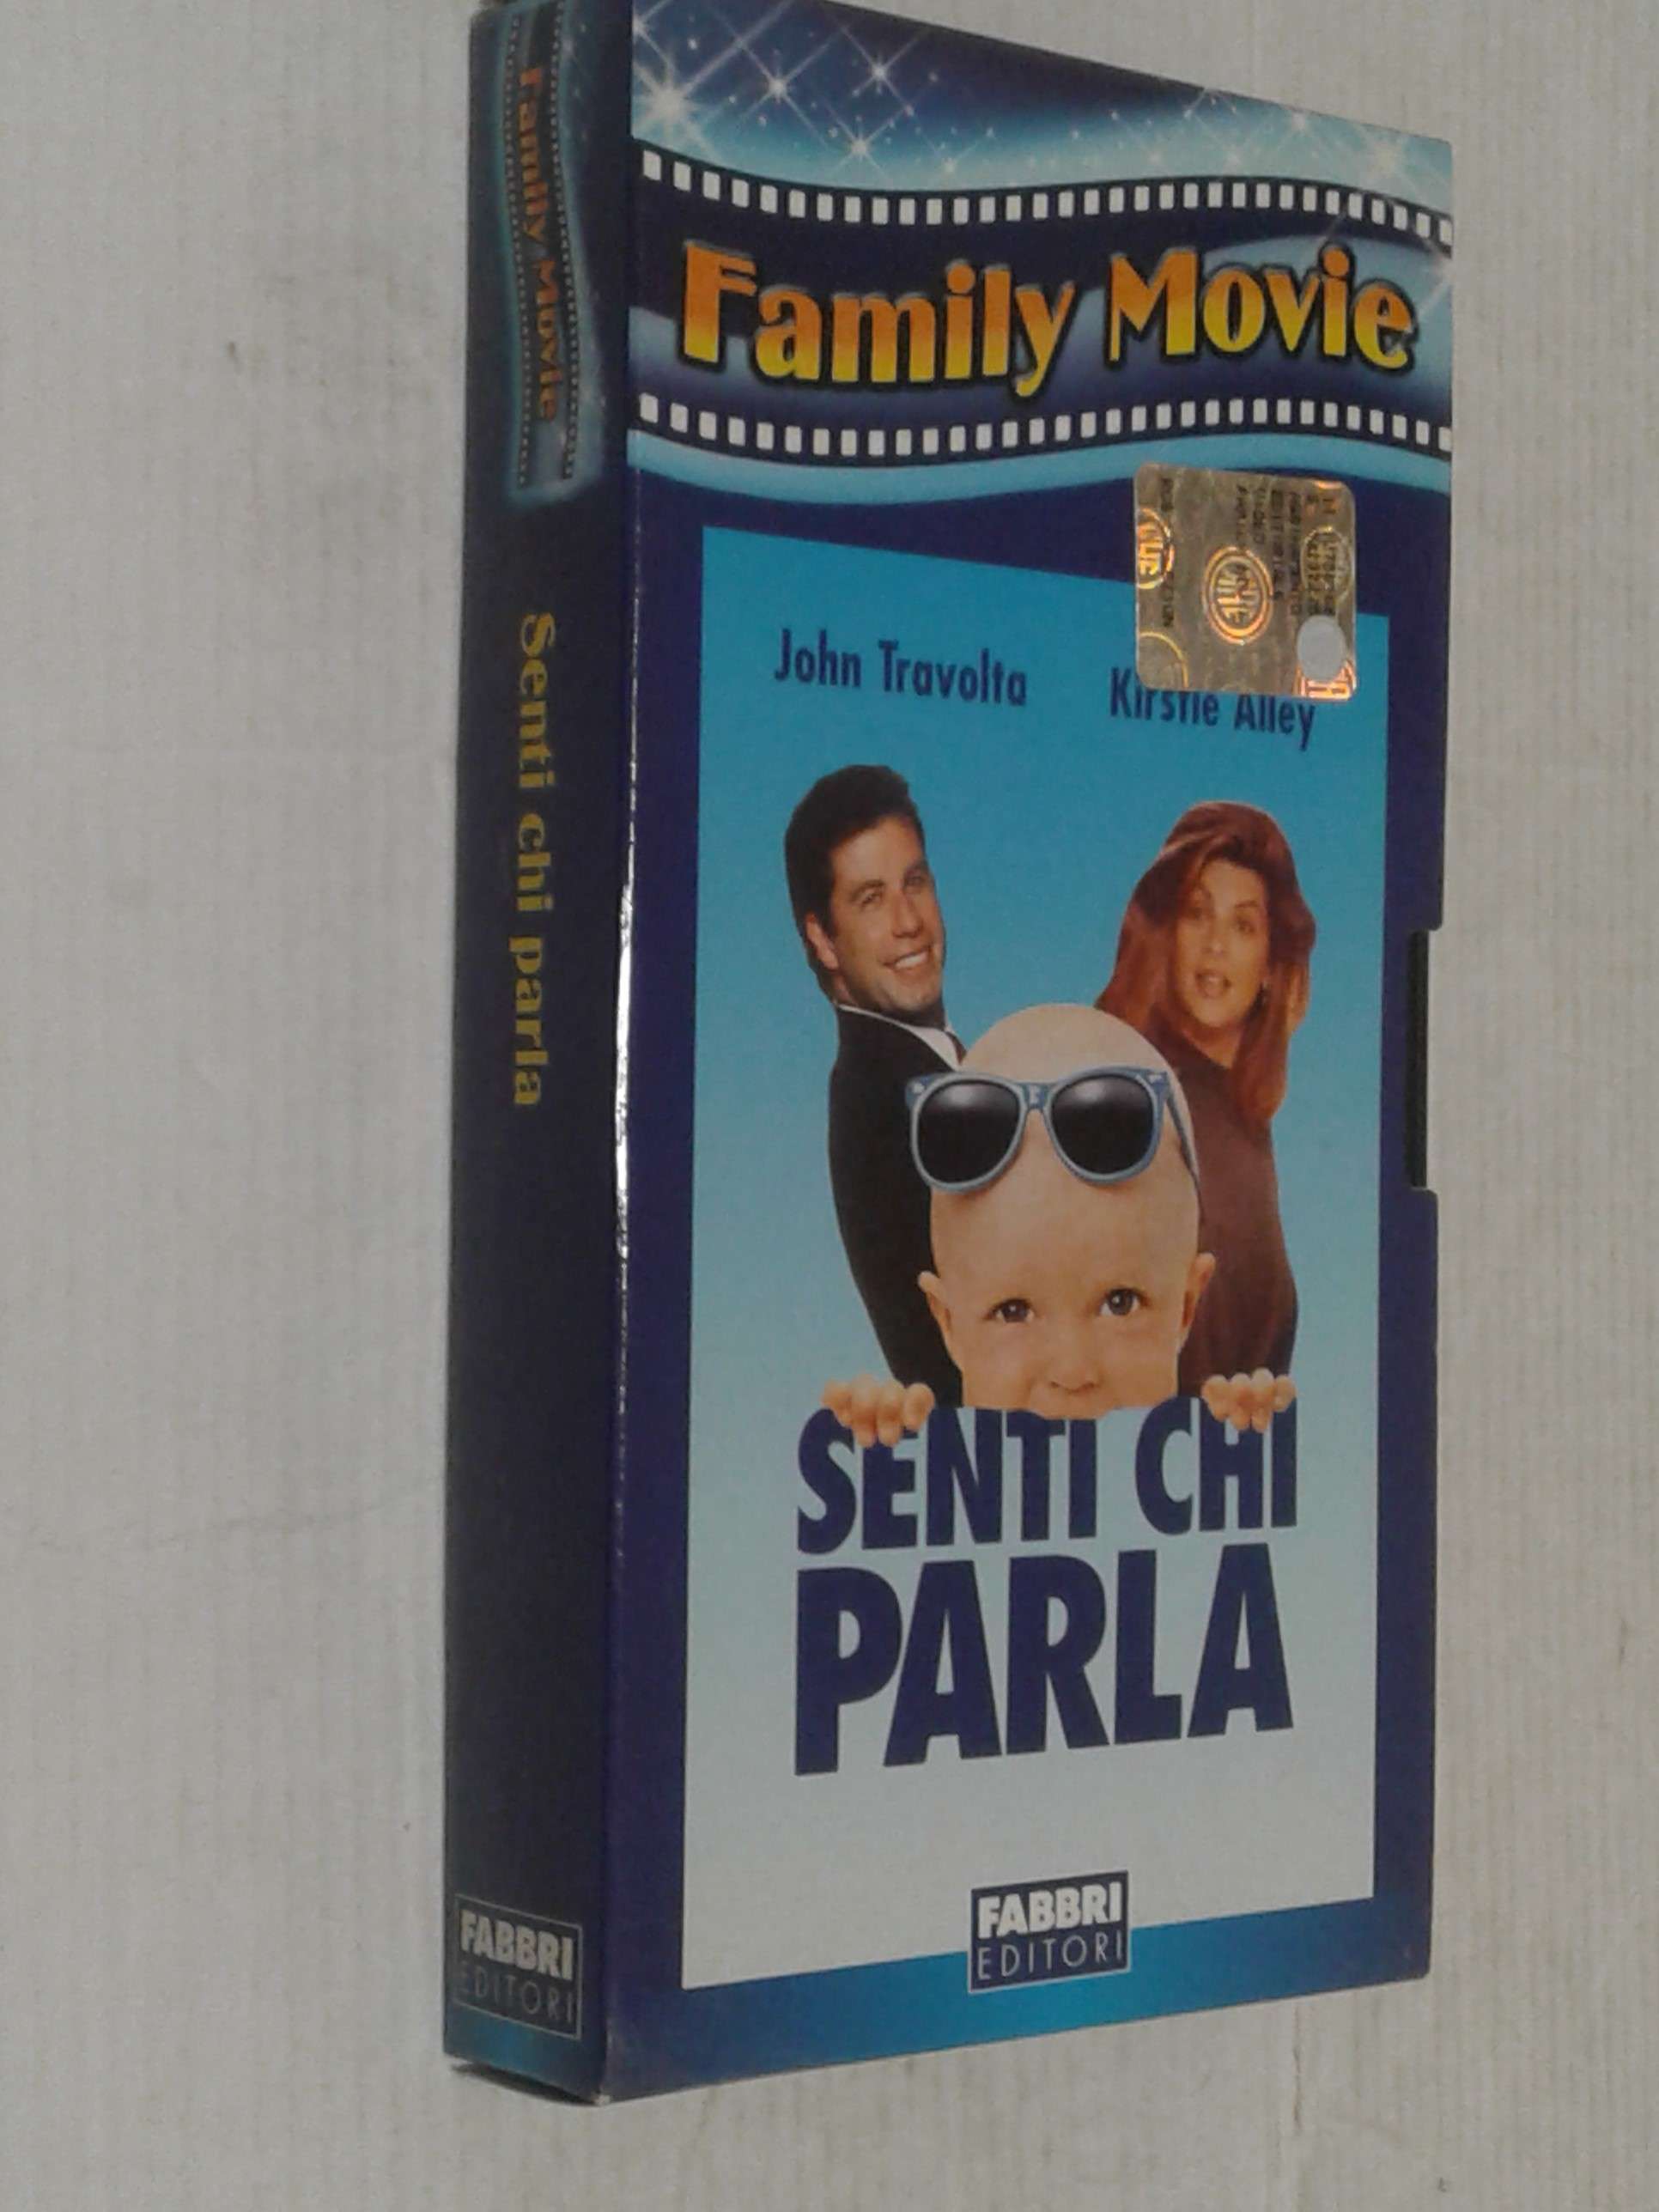 Family Movie
John Travolta
Kirstie Alley
SENTI CHI
PARLA
FABBRI
EDITORI
Family Movie
Senti chi parla
FABBRI
EDITORI